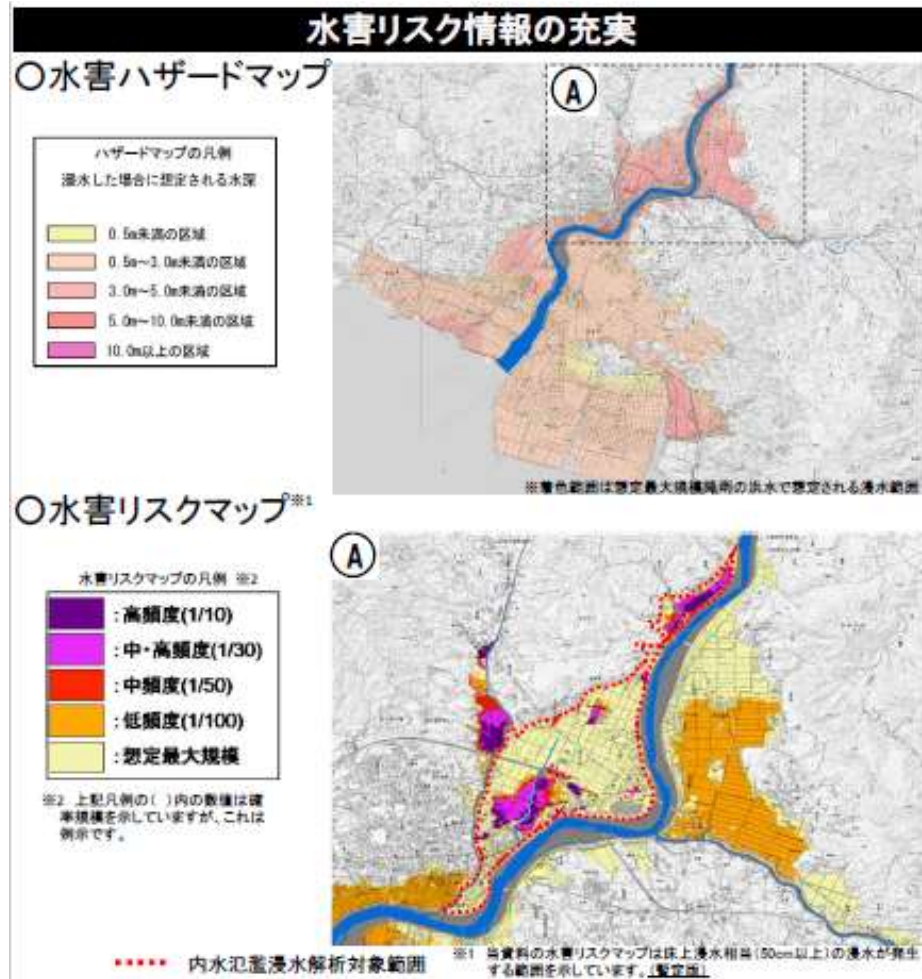 水害リスク情報の充実
〇水害ハザードマップ
A
ハザードマップの凡例
浸水した場合に想定される水深
0.5m未満の区域
0.5m～3.0m未満の区域
3.0m～5.0m未満の区域
5.0m～10.0m未満の区域
10.0m以上の区域
※着色範囲は想定最大規模降雨の洪水で想定される浸水範囲
〇水害リスクマップ※1
A
水害リスクマップの凡例 ※2
：高頻度(1/10)
：中・高頻度(1/30)
：中頻度(1/50)
：低頻度(1/100)
：想定最大規模
※2 上記凡例の( )内の数値は確
率規模を示していますが、これは
例示です。
内水氾濫浸水解析対象範囲
※1 当資料の水害リスクマップは床上浸水相当(50cm以上)の浸水が発生
する範囲を示しています。(暫定版)